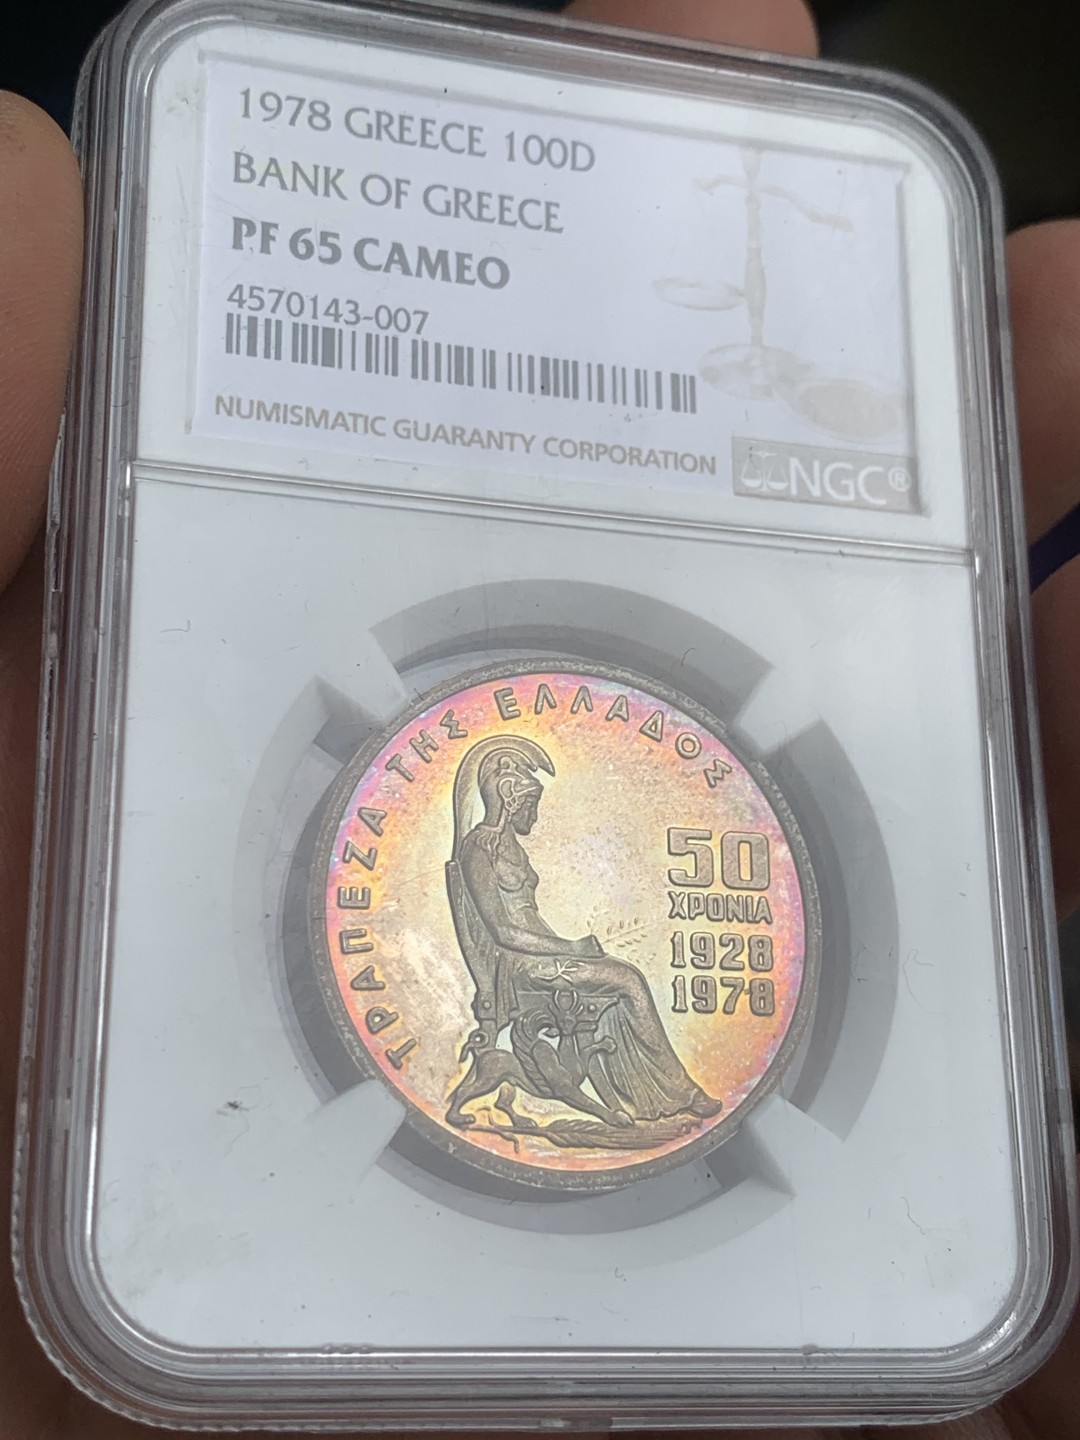 1978 GREECE 100D
BANK OF GREECE
PF 65 CAMEO
4570143-007
NUMISMATIC GUARANTY CORPORATION
NGC®
ΤΡΑΠΕΖΑ ΤΗΣ ΕΛΛΑΔΟΣ
50
ΧΡΟΝΙΑ
1928
1978